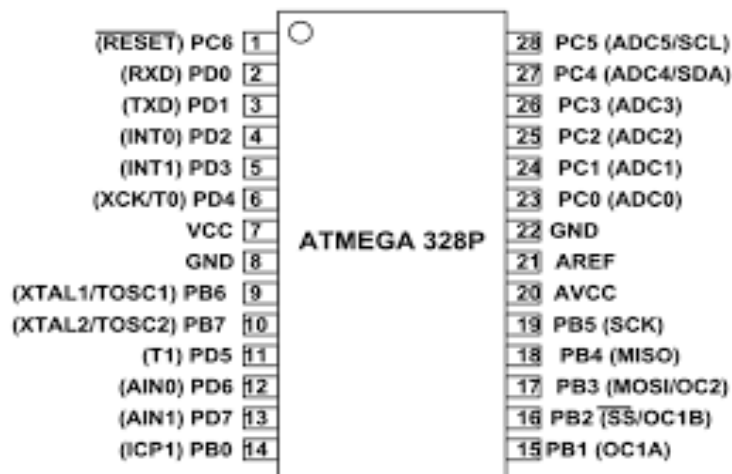 (RESET) PC6 1
(RXD) PD0 2
(TXD) PD1 3
(INT0) PD2 4
(INT1) PD3 5
(XCK/T0) PD4 6
VCC 7
GND 8
(XTAL1/TOSC1) PB6 9
(XTAL2/TOSC2) PB7 10
(T1) PD5 11
(AIN0) PD6 12
(AIN1) PD7 13
(ICP1) PB0 14
ATMEGA 328P
28 PC5 (ADC5/SCL)
27 PC4 (ADC4/SDA)
26 PC3 (ADC3)
25 PC2 (ADC2)
24 PC1 (ADC1)
23 PC0 (ADC0)
22 GND
21 AREF
20 AVCC
19 PB5 (SCK)
18 PB4 (MISO)
17 PB3 (MOSI/OC2)
16 PB2 (SS/OC1B)
15 PB1 (OC1A)